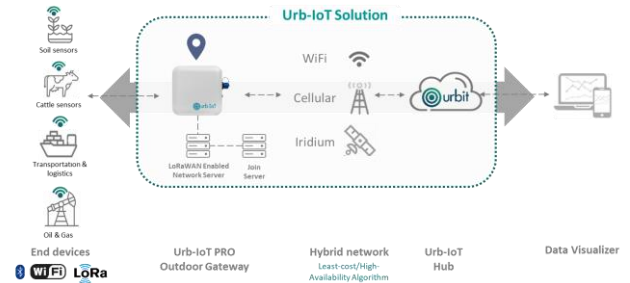 Urb-IoT Solution
Soil sensors
Cattle sensors
Transportation &
logistics
Oil & Gas
urb·IoT
LoRaWAN Enabled
Network Server
Join
Server
WiFi
Cellular
Iridium
urbit
End devices
WiFi LoRa
Urb-IoT PRO
Outdoor Gateway
Hybrid network
Least-cost/High-
Availability Algorithm
Urb-IoT
Hub
Data Visualizer